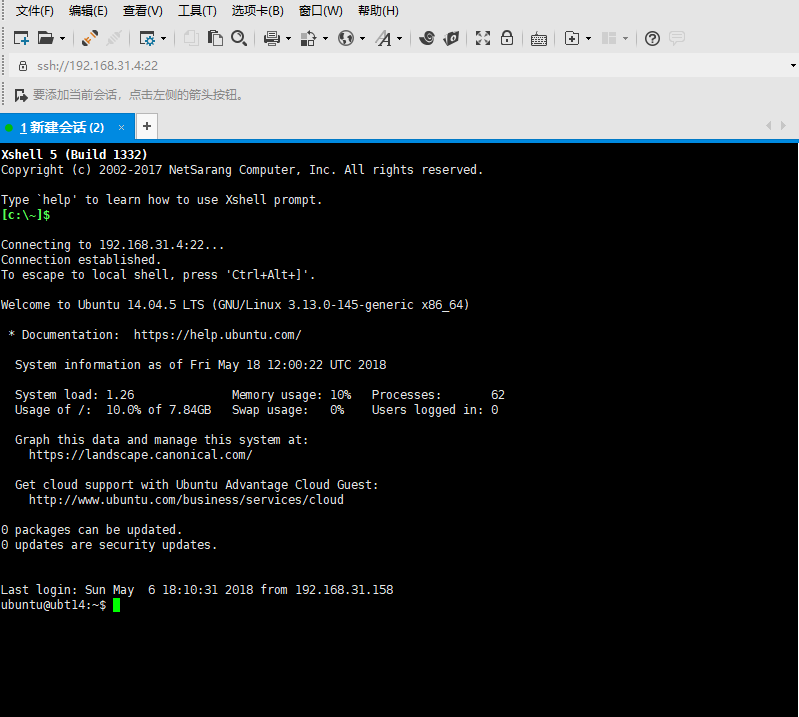 文件(F) 编辑(E) 查看(V) 工具(T) 选项卡(B) 窗口(W) 帮助(H)
ssh://192.168.31.4:22
要添加当前会话，点击左侧的箭头按钮。
1 新建会话 (2) × +
Xshell 5 (Build 1332)
Copyright (c) 2002-2017 NetSarang Computer, Inc. All rights reserved.
Type `help' to learn how to use Xshell prompt.
[c:\~]$
Connecting to 192.168.31.4:22...
Connection established.
To escape to local shell, press 'Ctrl+Alt+]'.
Welcome to Ubuntu 14.04.5 LTS (GNU/Linux 3.13.0-145-generic x86_64)
* Documentation:  https://help.ubuntu.com/
System information as of Fri May 18 12:00:22 UTC 2018
System load: 1.26 Memory usage: 10% Processes: 62
Usage of /: 10.0% of 7.84GB Swap usage: 0% Users logged in: 0
Graph this data and manage this system at:
https://landscape.canonical.com/
Get cloud support with Ubuntu Advantage Cloud Guest:
http://www.ubuntu.com/business/services/cloud
0 packages can be updated.
0 updates are security updates.
Last login: Sun May  6 18:10:31 2018 from 192.168.31.158
ubuntu@ubt14:~$